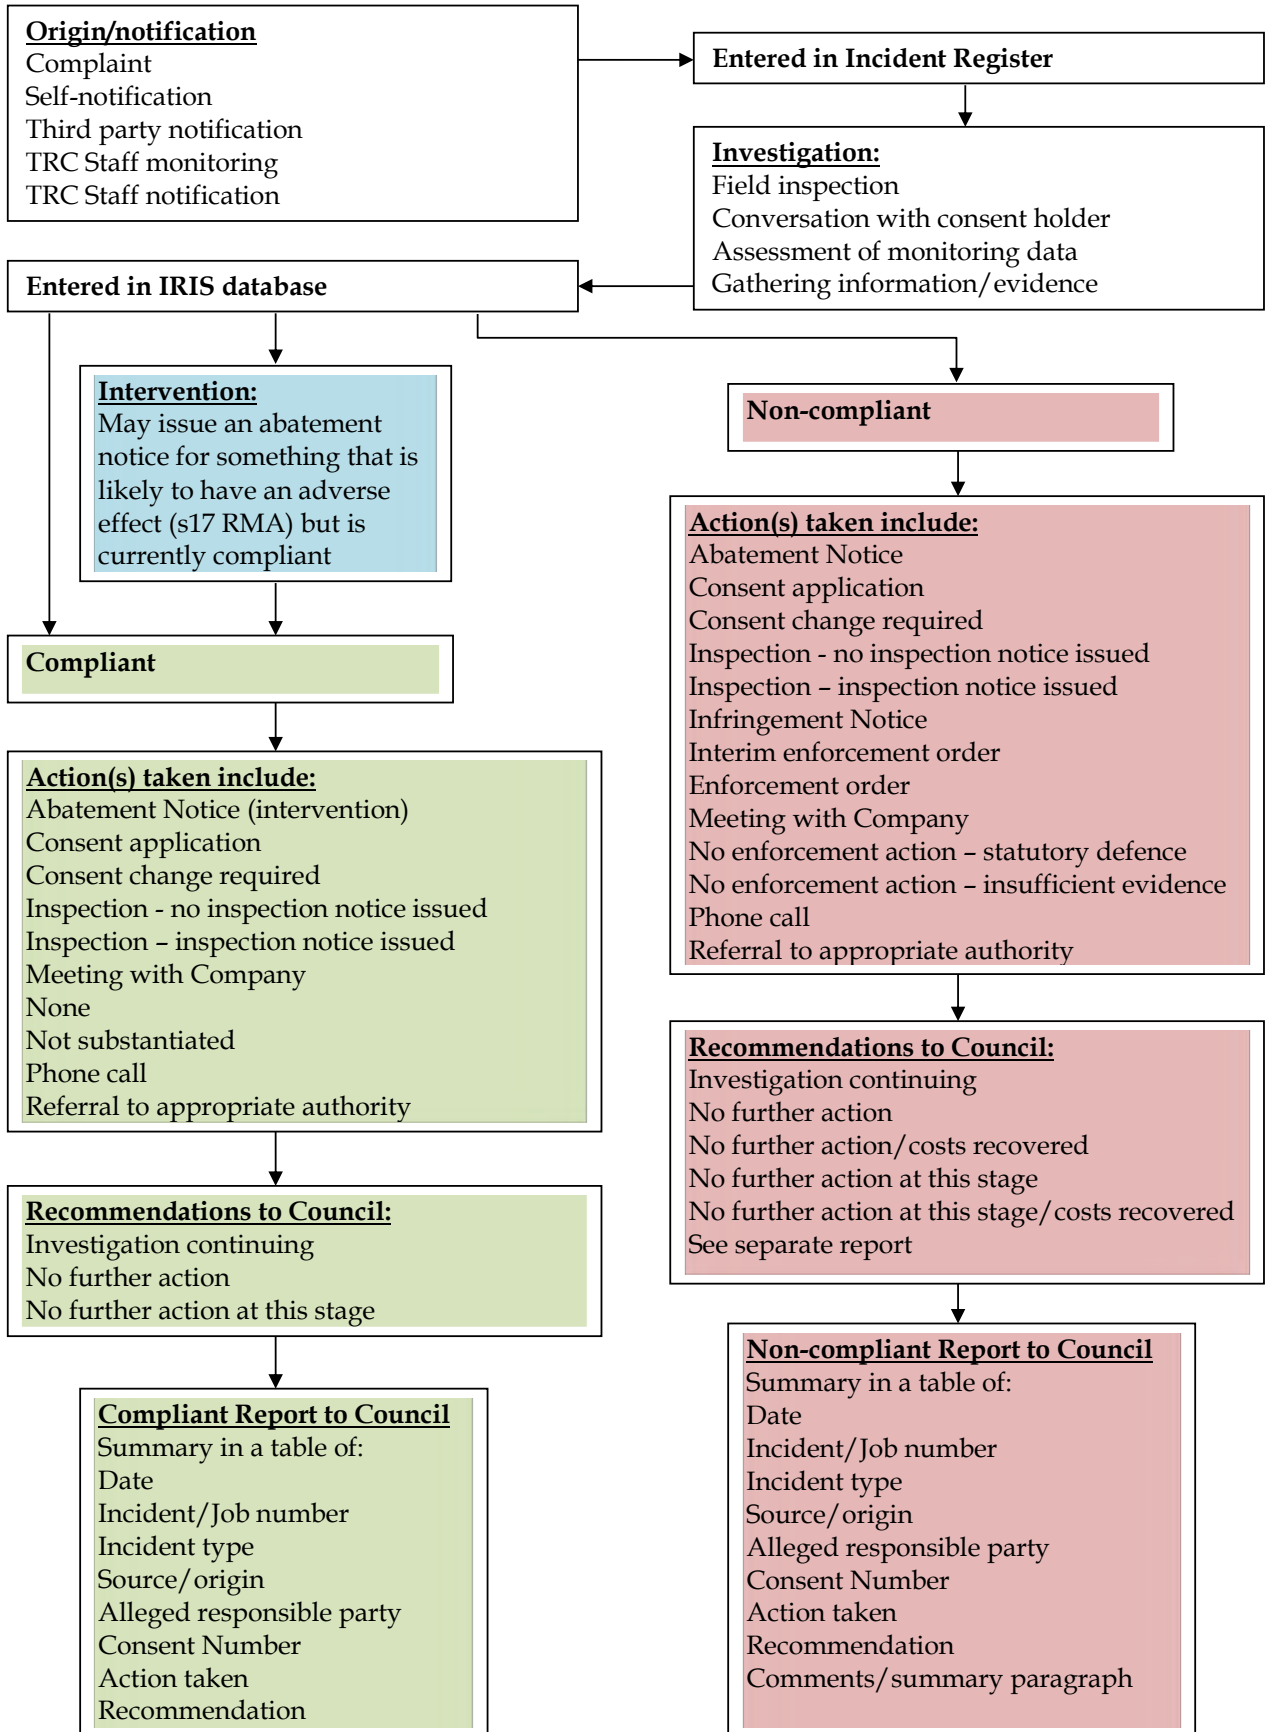 Origin/notification
Complaint
Self-notification
Third party notification
TRC Staff monitoring
TRC Staff notification
Entered in Incident Register
Investigation:
Field inspection
Conversation with consent holder
Assessment of monitoring data
Gathering information/evidence
Entered in IRIS database
Intervention:
May issue an abatement
notice for something that is
likely to have an adverse
effect (s17 RMA) but is
currently compliant
Compliant
Action(s) taken include:
Abatement Notice (intervention)
Consent application
Consent change required
Inspection - no inspection notice issued
Inspection – inspection notice issued
Meeting with Company
None
Not substantiated
Phone call
Referral to appropriate authority
Recommendations to Council:
Investigation continuing
No further action
No further action at this stage
Compliant Report to Council
Summary in a table of:
Date
Incident/Job number
Incident type
Source/origin
Alleged responsible party
Consent Number
Action taken
Recommendation
Non-compliant
Action(s) taken include:
Abatement Notice
Consent application
Consent change required
Inspection - no inspection notice issued
Inspection – inspection notice issued
Infringement Notice
Interim enforcement order
Enforcement order
Meeting with Company
No enforcement action – statutory defence
No enforcement action – insufficient evidence
Phone call
Referral to appropriate authority
Recommendations to Council:
Investigation continuing
No further action
No further action/costs recovered
No further action at this stage
No further action at this stage/costs recovered
See separate report
Non-compliant Report to Council
Summary in a table of:
Date
Incident/Job number
Incident type
Source/origin
Alleged responsible party
Consent Number
Action taken
Recommendation
Comments/summary paragraph